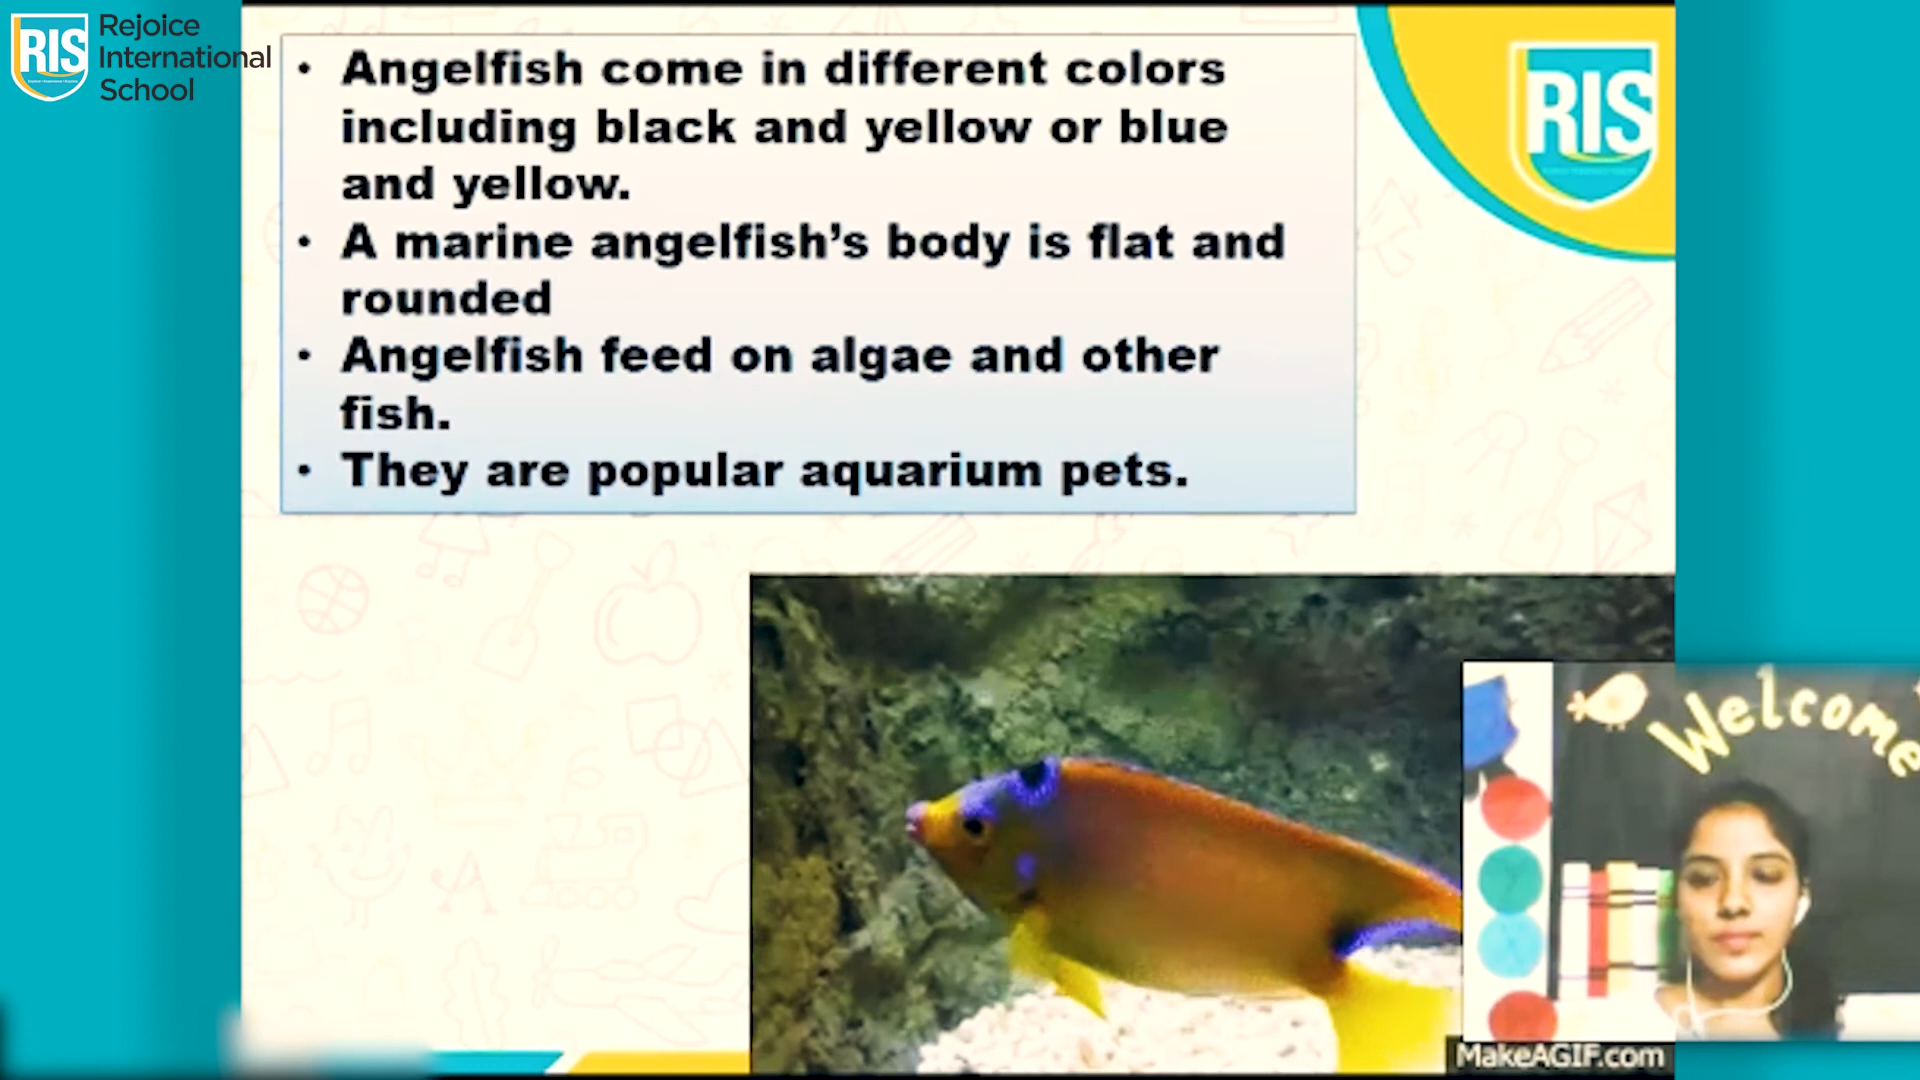 Rejoice
RIS International
School
• Angelfish come in different colors
including black and yellow or blue
and yellow.
• A marine angelfish’s body is flat and
rounded
• Angelfish feed on algae and other
fish.
• They are popular aquarium pets.
RIS
Welcome
MakeAGIF.com